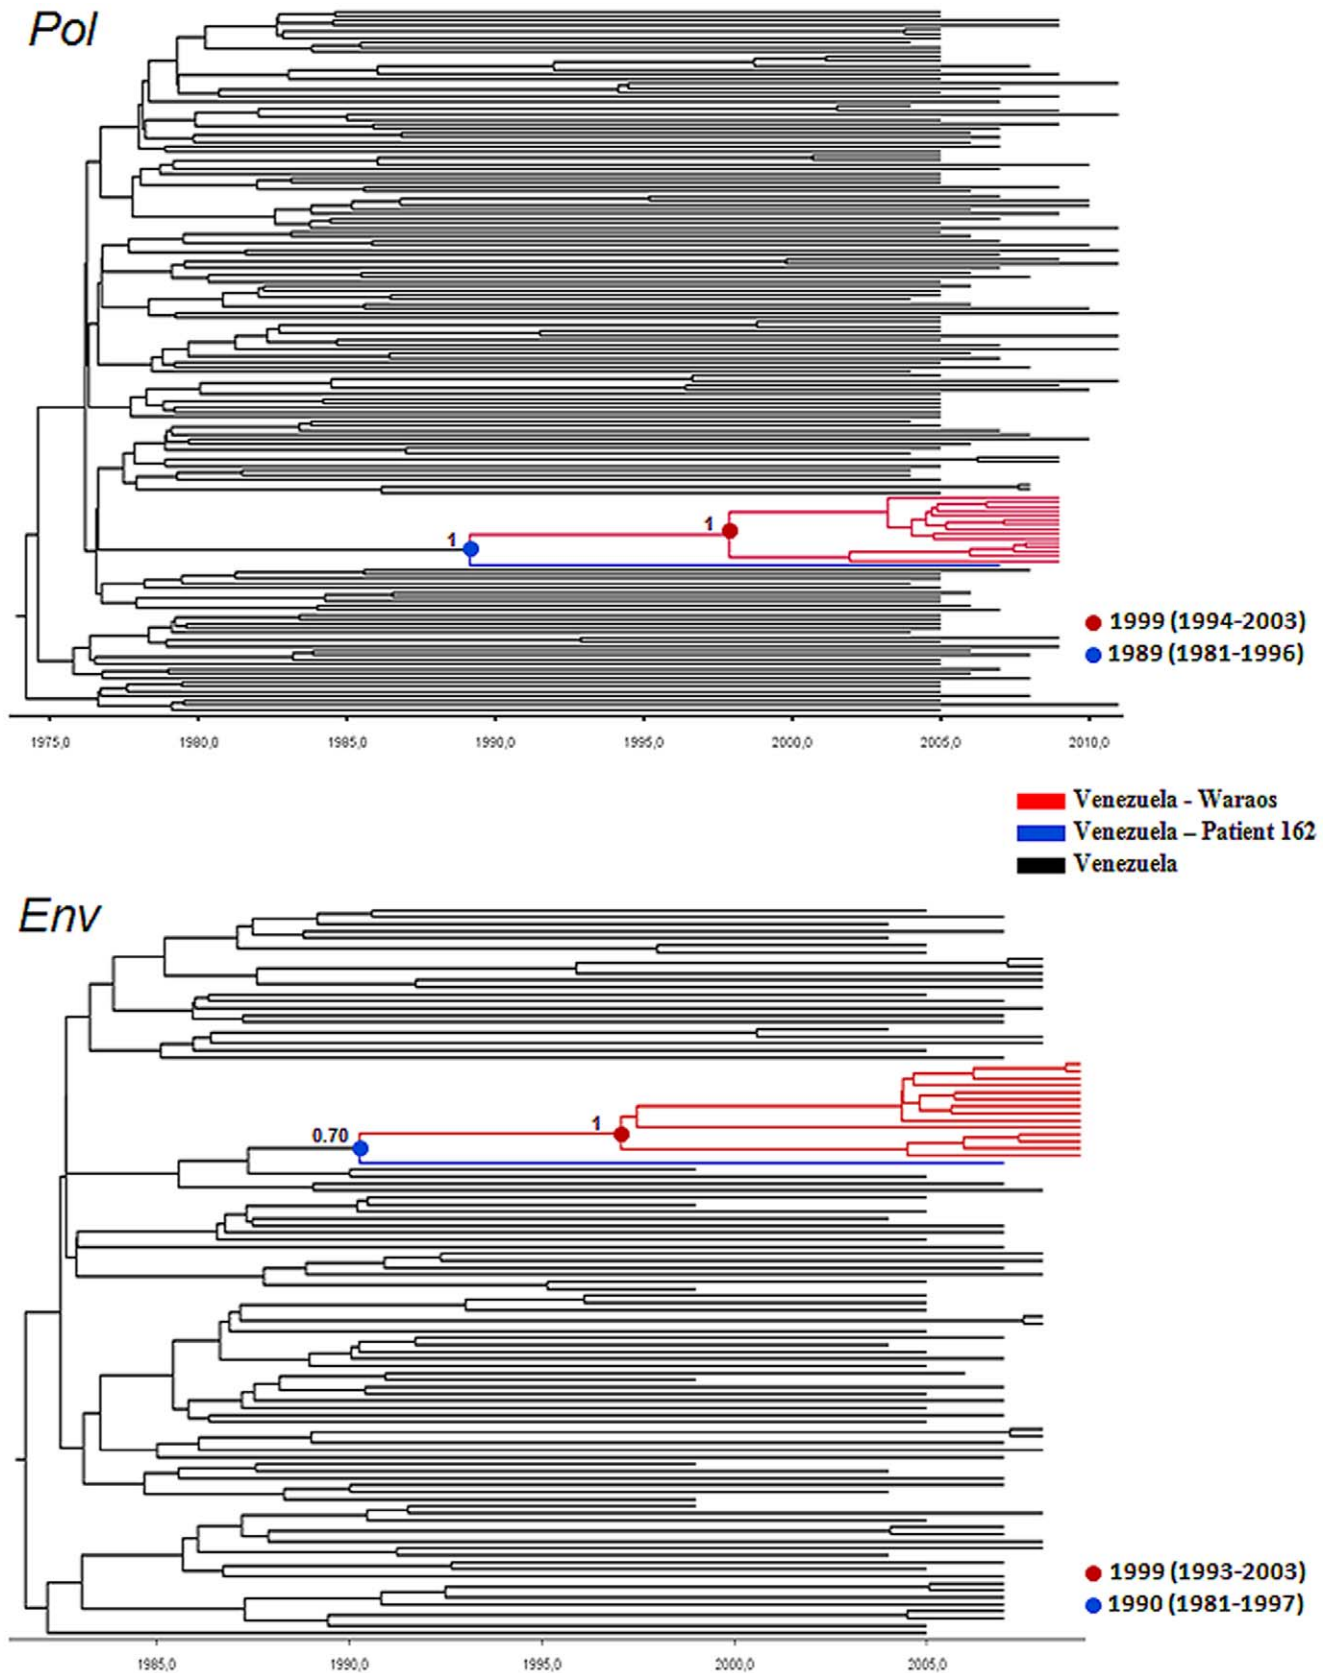 Pol
1
1
1999 (1994-2003)
1989 (1981-1996)
1975,0 1980,0 1985,0 1990,0 1995,0 2000,0 2005,0 2010,0
Venezuela - Waraos
Venezuela – Patient 162
Venezuela
Env
1
0.70
1999 (1993-2003)
1990 (1981-1997)
1985,0 1990,0 1995,0 2000,0 2005,0